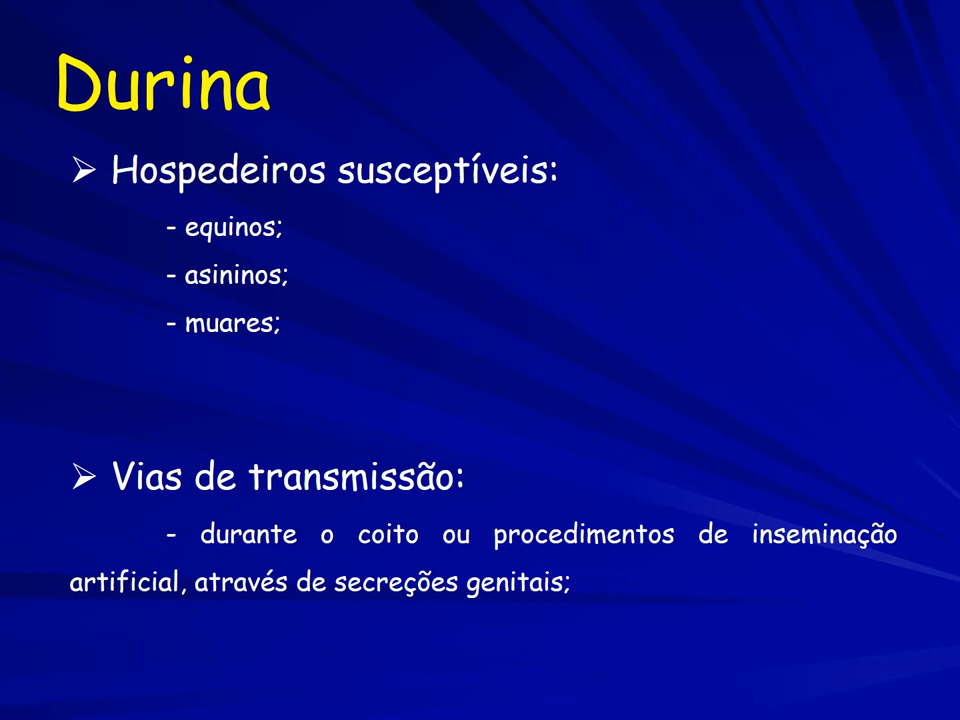 Durina
➢ Hospedeiros susceptíveis:
- equinos;
- asininos;
- muares;
➢ Vias de transmissão:
- durante o coito ou procedimentos de inseminação
artificial, através de secreções genitais;